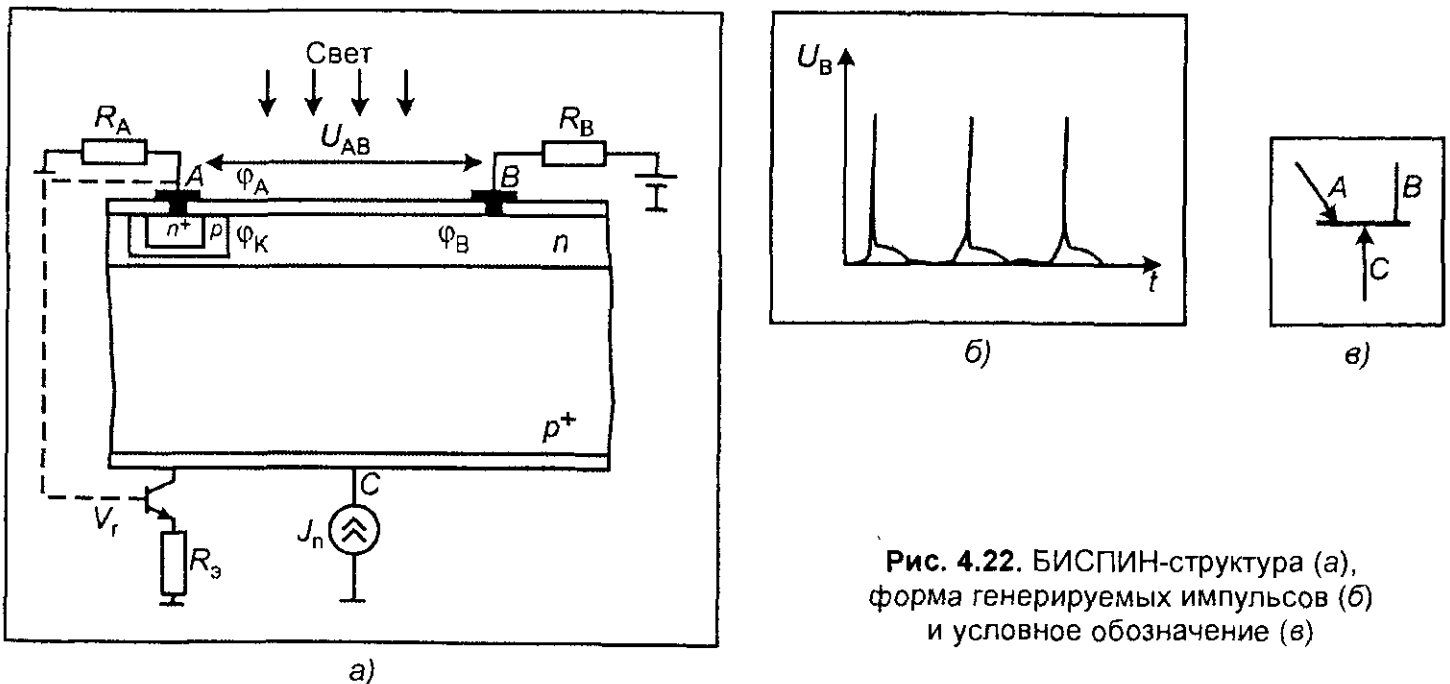 Свет
R_A
U_AB
R_B
A
φ_A
B
n⁺
p
φ_K
φ_B
n
p⁺
C
V_г
J_п
R_э
а)
U_B
t
б)
A
B
C
в)
Рис. 4.22. БИСПИН-структура (а),
форма генерируемых импульсов (б)
и условное обозначение (в)